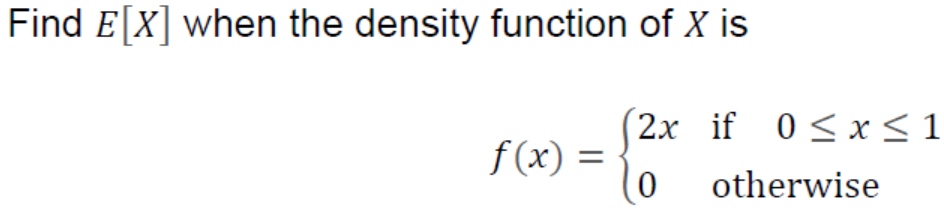 Find E[X] when the density function of X is
f(x) = {2x if 0 ≤ x ≤ 1
0 otherwise